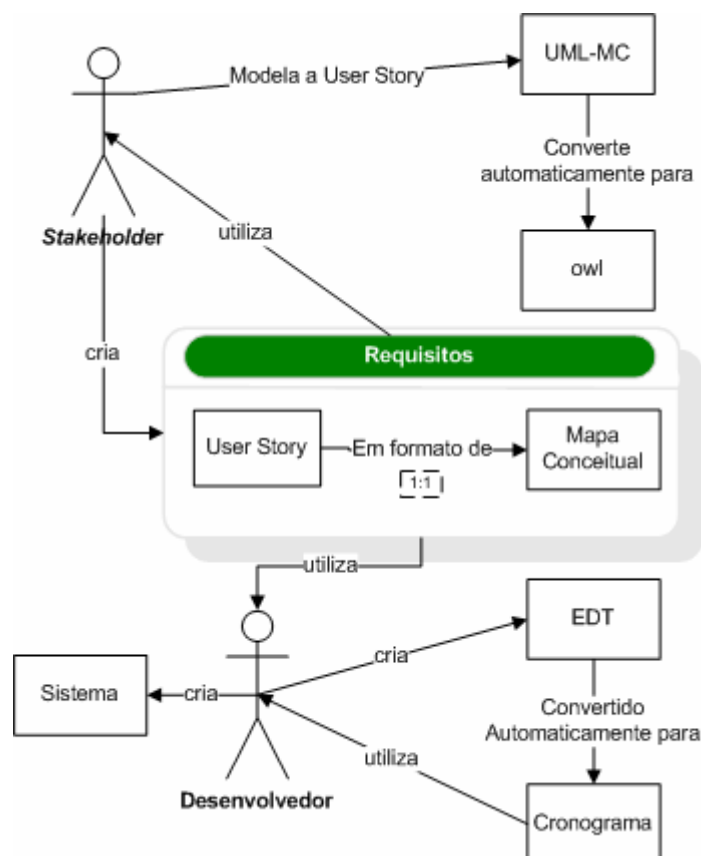 UML-MC
Modela a User Story
Converte
automaticamente para
Stakeholder
utiliza
owl
cria
Requisitos
User Story
Em formato de
Mapa
Conceitual
1:1
utiliza
EDT
cria
Sistema
cria
Convertido
Automaticamente para
utiliza
Desenvolvedor
Cronograma